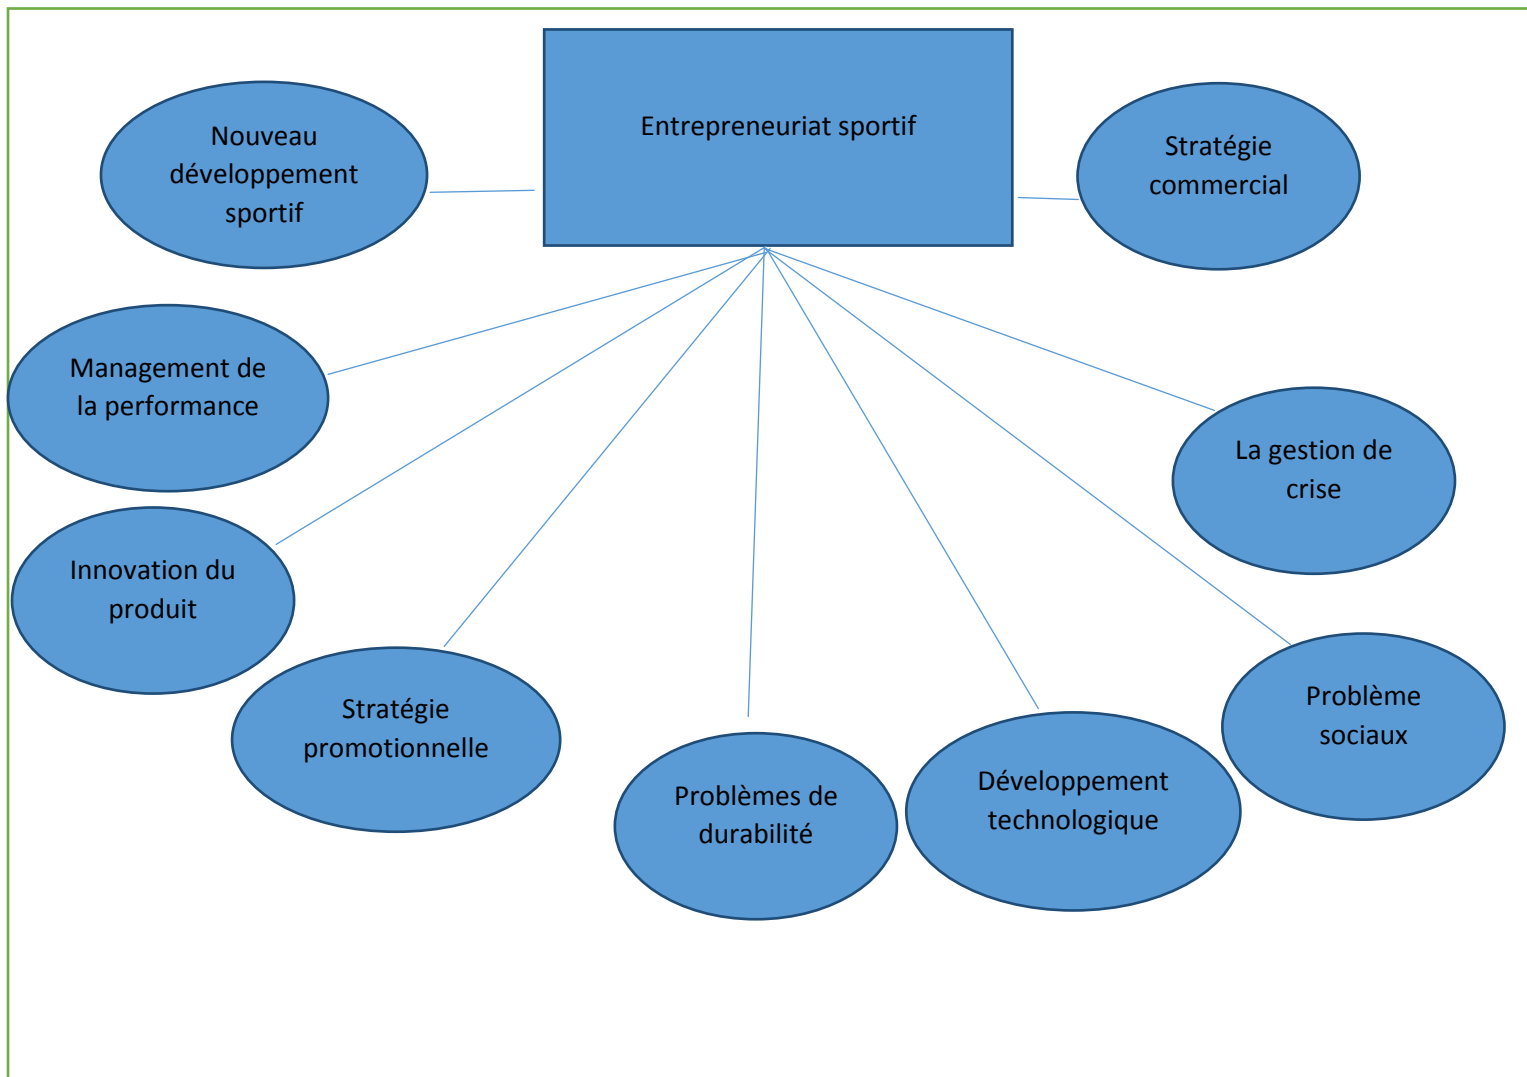 Entrepreneuriat sportif
Nouveau
développement
sportif
Stratégie
commercial
Management de
la performance
La gestion de
crise
Innovation du
produit
Stratégie
promotionnelle
Problème
sociaux
Problèmes de
durabilité
Développement
technologique